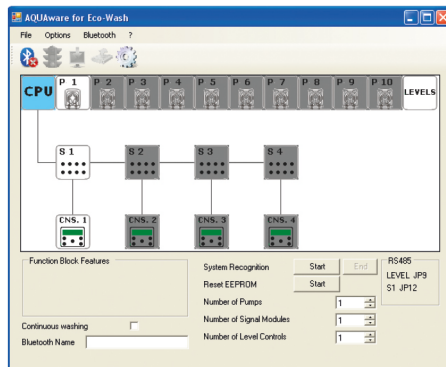 AQUAware for Eco-Wash
File Options Bluetooth ?
CPU P 1 P 2 P 3 P 4 P 5 P 6 P 7 P 8 P 9 P 10 LEVELS
S 1 S 2 S 3 S 4
CNS. 1 CNS. 2 CNS. 3 CNS. 4
Function Block Features
System Recognition Start End
Reset EEPROM Start
Number of Pumps 1
Number of Signal Modules 1
Number of Level Controls 1
RS485
LEVEL JP9
S1 JP12
Continuous washing
Bluetooth Name